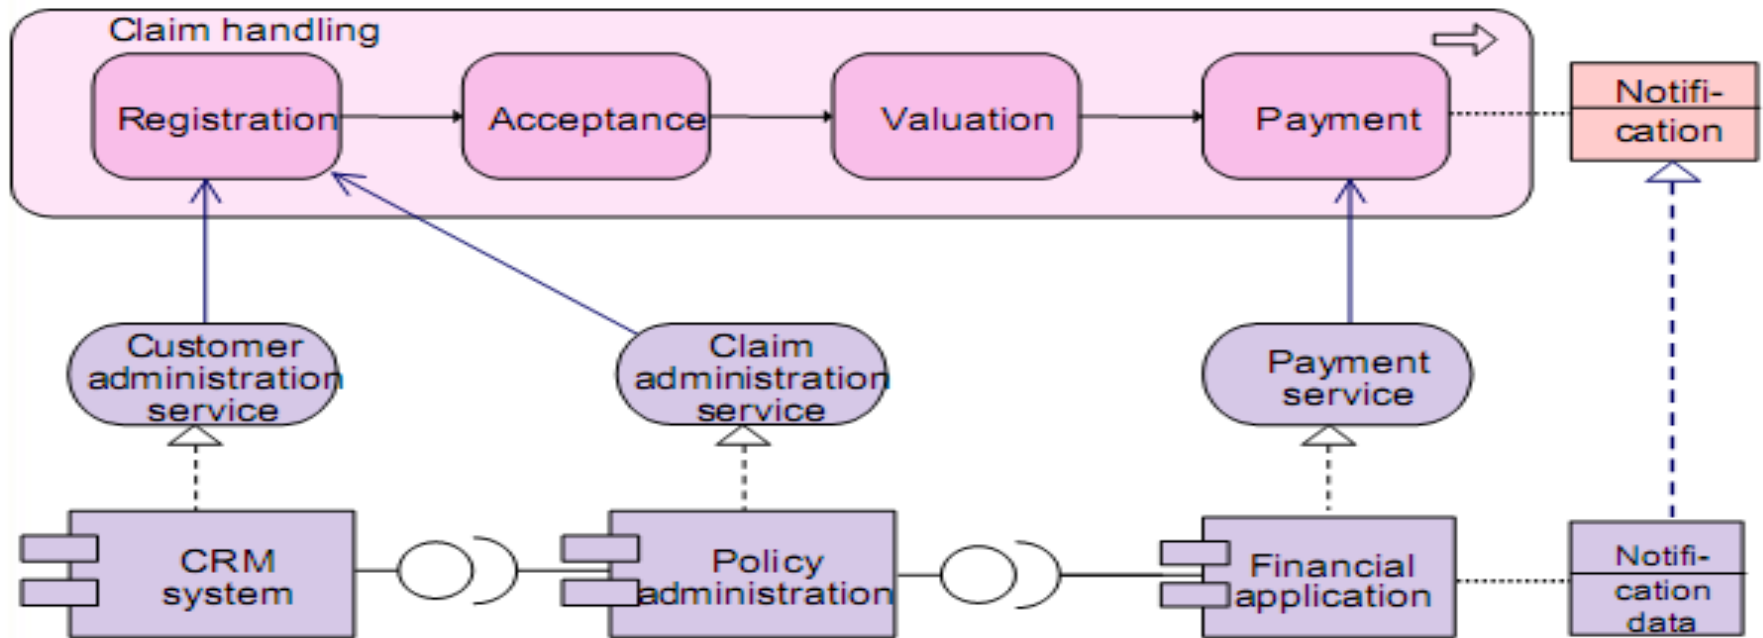 Claim handling
Registration
Acceptance
Valuation
Payment
Notifi-
cation
Customer
administration
service
Claim
administration
service
Payment
service
CRM
system
Policy
administration
Financial
application
Notifi-
cation
data